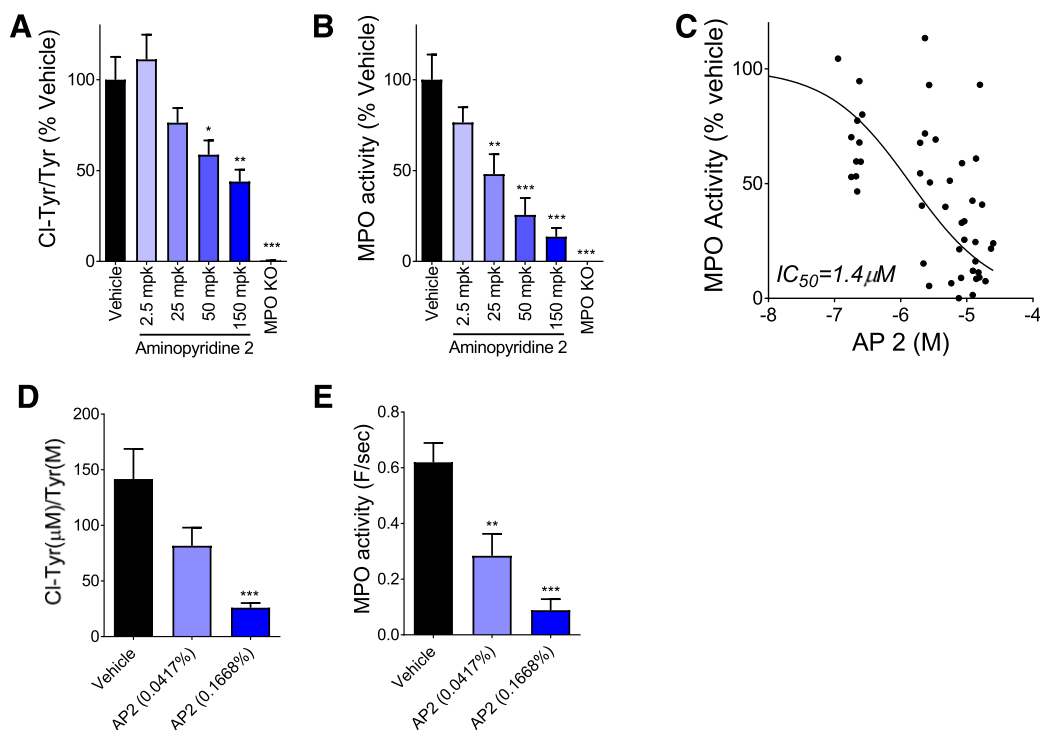 A
Cl-Tyr/Tyr (% Vehicle)
100
50
0
*
**
***
Vehicle
2.5 mpk
25 mpk
50 mpk
150 mpk
MPO KO
Aminopyridine 2
B
MPO activity (% Vehicle)
100
50
0
**
***
***
***
Vehicle
2.5 mpk
25 mpk
50 mpk
150 mpk
MPO KO
Aminopyridine 2
C
MPO Activity (% vehicle)
100
50
0
IC50=1.4μM
-8
-7
-6
-5
-4
AP 2 (M)
D
Cl-Tyr(μM)/Tyr(M)
200
150
100
50
0
***
Vehicle
AP2 (0.0417%)
AP2 (0.1668%)
E
MPO activity (F/sec)
0.8
0.6
0.4
0.2
0.0
**
***
Vehicle
AP2 (0.0417%)
AP2 (0.1668%)